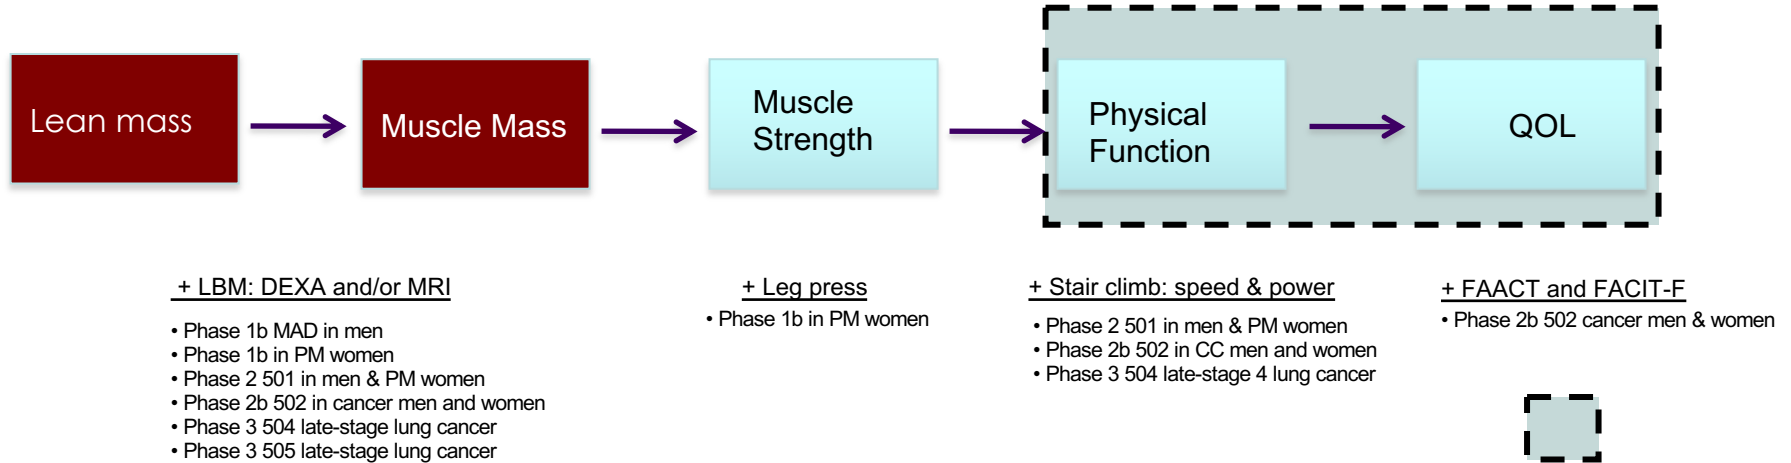 Lean mass
Muscle Mass
Muscle
Strength
Physical
Function
QOL
+ LBM: DEXA and/or MRI
• Phase 1b MAD in men
• Phase 1b in PM women
• Phase 2 501 in men & PM women
• Phase 2b 502 in cancer men and women
• Phase 3 504 late-stage lung cancer
• Phase 3 505 late-stage lung cancer
+ Leg press
• Phase 1b in PM women
+ Stair climb: speed & power
• Phase 2 501 in men & PM women
• Phase 2b 502 in CC men and women
• Phase 3 504 late-stage 4 lung cancer
+ FAACT and FACIT-F
• Phase 2b 502 cancer men & women